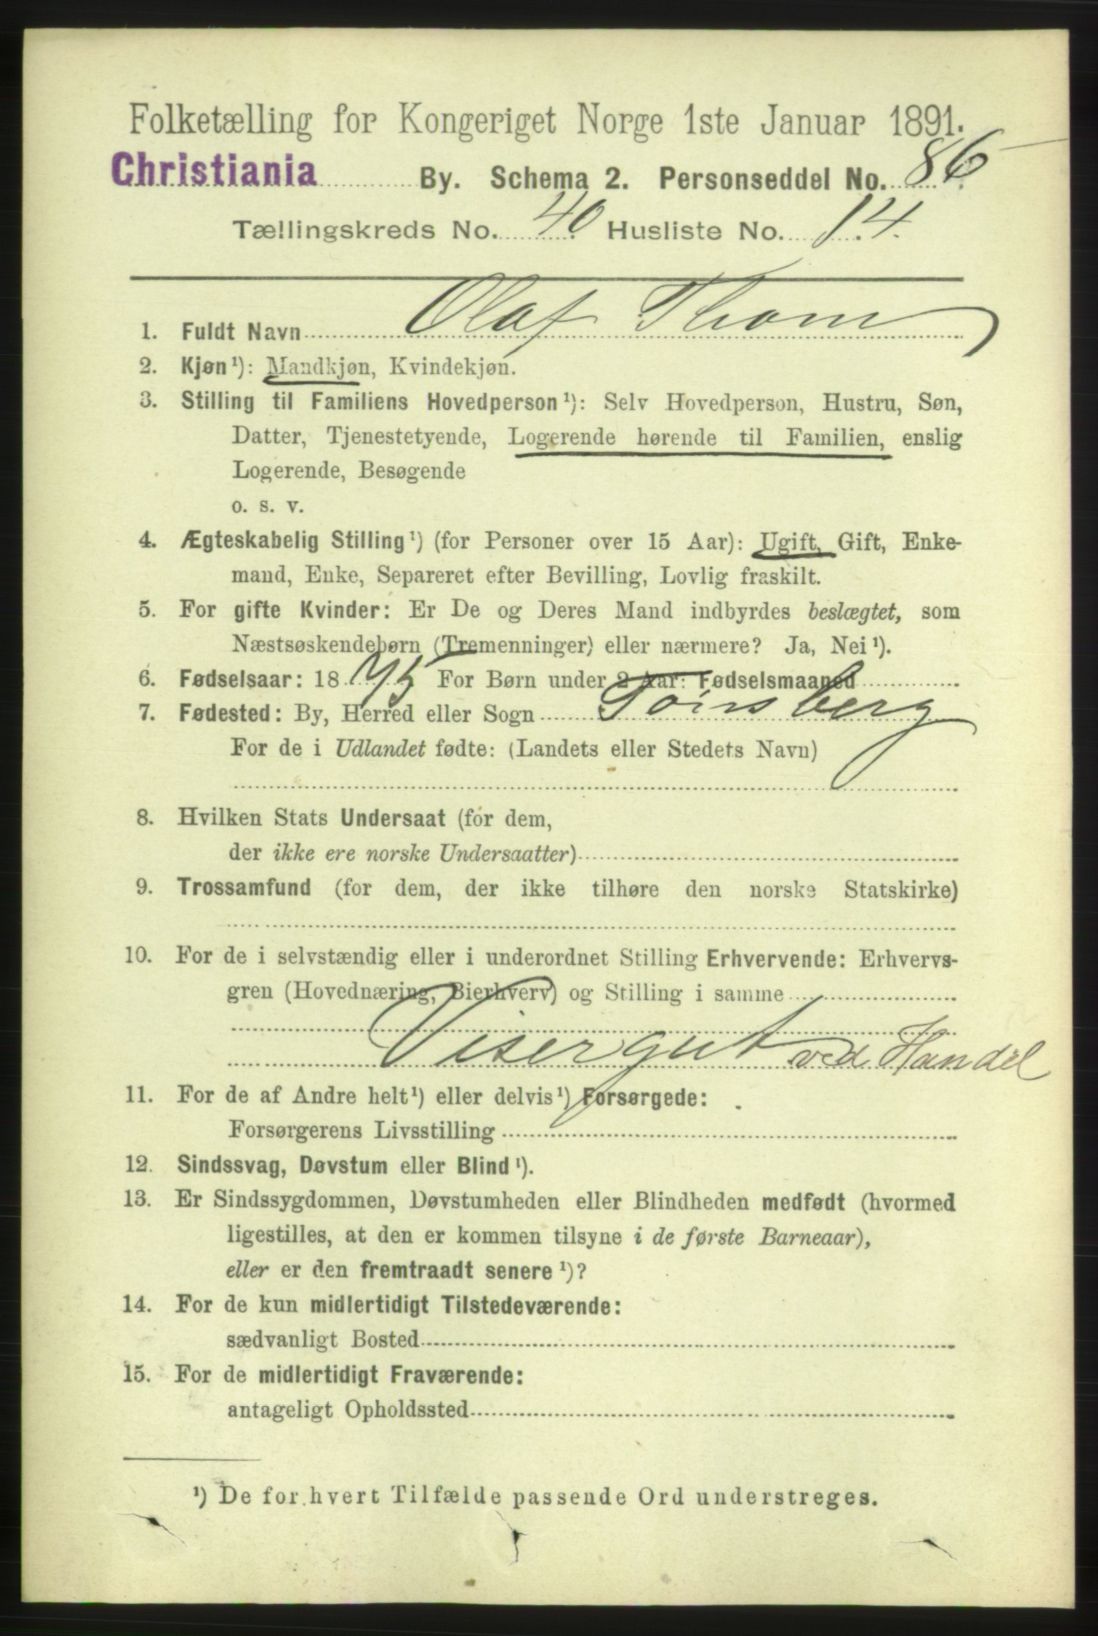 Folketælling for Kongeriget Norge 1ste Januar 1891.
Christiania By. Schema 2. Personseddel No. 86
Tællingskreds No. 40 Husliste No. 14.
1. Fuldt Navn Olaf Thom
2. Kjøn¹): Mandkjøn, Kvindekjøn.
3. Stilling til Familiens Hovedperson¹): Selv Hovedperson, Hustru, Søn,
Datter, Tjenestetyende, Logerende hørende til Familien, enslig
Logerende, Besøgende
o. s. v.
4. Ægteskabelig Stilling¹) (for Personer over 15 Aar): Ugift, Gift, Enke-
mand, Enke, Separeret efter Bevilling, Lovlig fraskilt.
5. For gifte Kvinder: Er De og Deres Mand indbyrdes beslægtet, som
Næstsøskendebørn (Tremenninger) eller nærmere? Ja, Nei¹).
6. Fødselsaar: 1875 For Børn under 2 Aar: Fødselsmaaned
7. Fødested: By, Herred eller Sogn Tønsberg
For de i Udlandet fødte: (Landets eller Stedets Navn)
8. Hvilken Stats Undersaat (for dem,
der ikke ere norske Undersaatter)
9. Trossamfund (for dem, der ikke tilhøre den norske Statskirke)
10. For de i selvstændig eller i underordnet Stilling Erhvervende: Erhvervs-
gren (Hovednæring, Bierhverv) og Stilling i samme
Visergut ved Handel
11. For de af Andre helt¹) eller delvis¹) Forsørgede:
Forsørgerens Livsstilling
12. Sindssvag, Døvstum eller Blind¹).
13. Er Sindssygdommen, Døvstumheden eller Blindheden medfødt (hvormed
ligestilles, at den er kommen tilsyne i de første Barneaar),
eller er den fremtraadt senere¹)?
14. For de kun midlertidigt Tilstedeværende:
sædvanligt Bosted
15. For de midlertidigt Fraværende:
antageligt Opholdssted
¹) De for hvert Tilfælde passende Ord understreges.